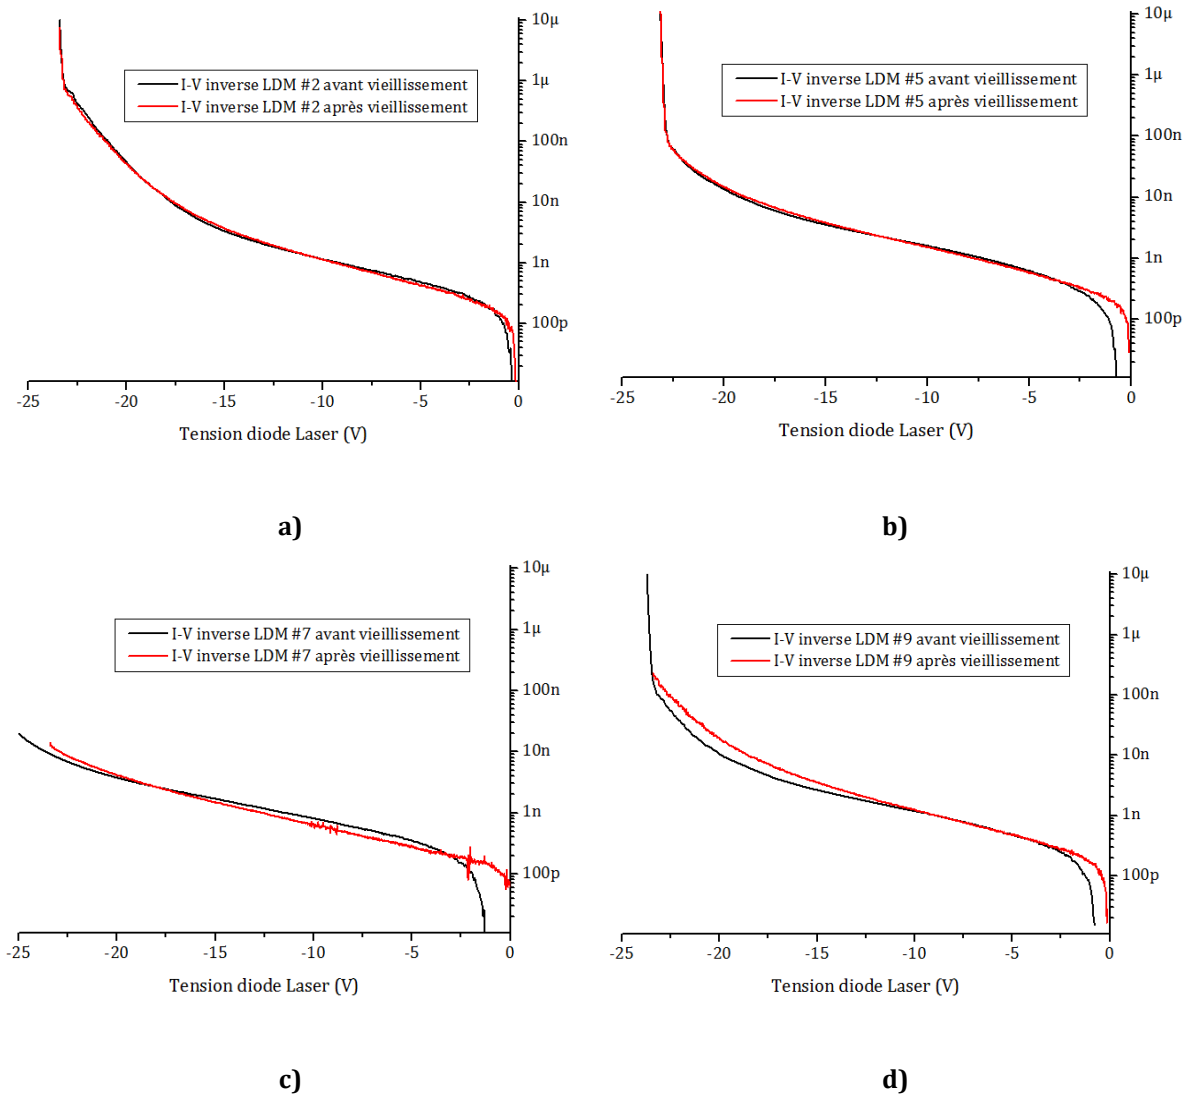 10µ
1µ
100n
10n
1n
100p
I-V inverse LDM #2 avant vieillissement
I-V inverse LDM #2 après vieillissement
-25
-20
-15
-10
-5
0
Tension diode Laser (V)
a)
10µ
1µ
100n
10n
1n
100p
I-V inverse LDM #5 avant vieillissement
I-V inverse LDM #5 après vieillissement
-25
-20
-15
-10
-5
0
Tension diode Laser (V)
b)
10µ
1µ
100n
10n
1n
100p
I-V inverse LDM #7 avant vieillissement
I-V inverse LDM #7 après vieillissement
-25
-20
-15
-10
-5
0
Tension diode Laser (V)
c)
10µ
1µ
100n
10n
1n
100p
I-V inverse LDM #9 avant vieillissement
I-V inverse LDM #9 après vieillissement
-25
-20
-15
-10
-5
0
Tension diode Laser (V)
d)